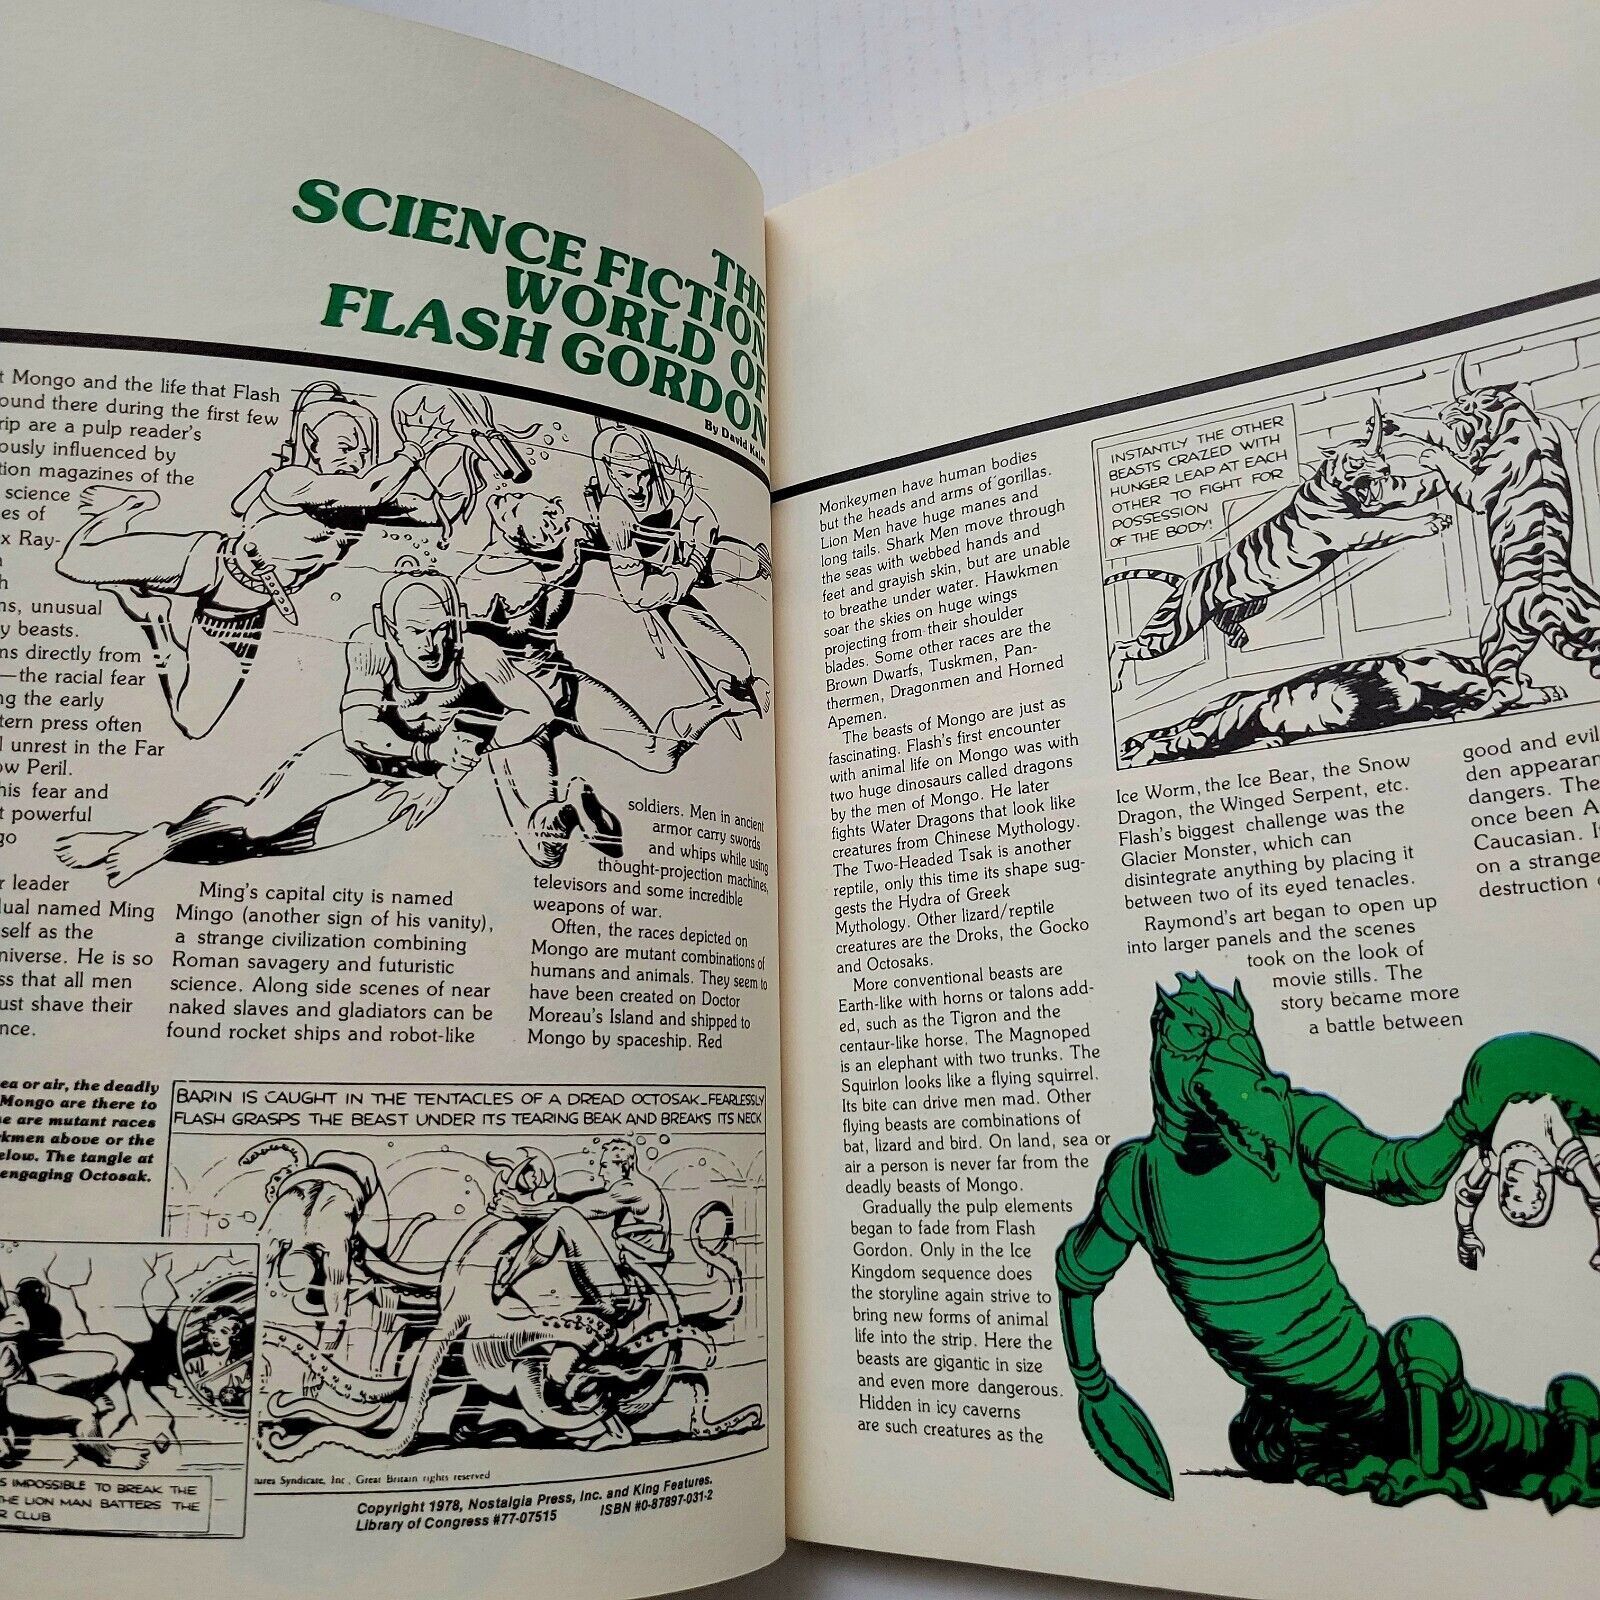 THE
SCIENCE FICTION
WORLD OF
FLASH GORDON
By David
t Mongo and the life that Flash
ound there during the first few
rip are a pulp reader's
ously influenced by
tion magazines of the
science
es of
x Ray-
ns, unusual
y beasts.
ns directly from
—the racial fear
ng the early
tern press often
l unrest in the Far
ow Peril.
his fear and
t powerful
go
r leader
dual named Ming
self as the
niverse. He is so
ss that all men
ust shave their
nce.
ea or air, the deadly
Mongo are there to
e are mutant races
rkmen above or the
elow. The tangle at
engaging Octosak.
S IMPOSSIBLE TO BREAK THE
THE LION MAN BATTERS THE
R CLUB
Ming's capital city is named
Mingo (another sign of his vanity),
a strange civilization combining
Roman savagery and futuristic
science. Along side scenes of near
naked slaves and gladiators can be
found rocket ships and robot-like
soldiers. Men in ancient
armor carry swords
and whips while using
thought-projection machines,
televisors and some incredible
weapons of war.
Often, the races depicted on
Mongo are mutant combinations of
humans and animals. They seem to
have been created on Doctor
Moreau's Island and shipped to
Mongo by spaceship. Red
BARIN IS CAUGHT IN THE TENTACLES OF A DREAD OCTOSAK_FEARLESSLY
FLASH GRASPS THE BEAST UNDER ITS TEARING BEAK AND BREAKS ITS NECK
ures Syndicate, Inc., Great Britain rights reserved
Copyright 1978, Nostalgia Press, Inc. and King Features.
Library of Congress #77-07515 ISBN #0-87897-031-2
Monkeymen have human bodies
but the heads and arms of gorillas.
Lion Men have huge manes and
long tails. Shark Men move through
the seas with webbed hands and
feet and grayish skin, but are unable
to breathe under water. Hawkmen
soar the skies on huge wings
projecting from their shoulder
blades. Some other races are the
Brown Dwarfs, Tuskmen, Pan-
thermen, Dragonmen and Horned
Apemen.
The beasts of Mongo are just as
fascinating. Flash's first encounter
with animal life on Mongo was with
two huge dinosaurs called dragons
by the men of Mongo. He later
fights Water Dragons that look like
creatures from Chinese Mythology.
The Two-Headed Tsak is another
reptile, only this time its shape sug-
gests the Hydra of Greek
Mythology. Other lizard/reptile
creatures are the Droks, the Gocko
and Octosaks.
More conventional beasts are
Earth-like with horns or talons add-
ed, such as the Tigron and the
centaur-like horse. The Magnoped
is an elephant with two trunks. The
Squirlon looks like a flying squirrel.
Its bite can drive men mad. Other
flying beasts are combinations of
bat, lizard and bird. On land, sea or
air a person is never far from the
deadly beasts of Mongo.
Gradually the pulp elements
began to fade from Flash
Gordon. Only in the Ice
Kingdom sequence does
the storyline again strive to
bring new forms of animal
life into the strip. Here the
beasts are gigantic in size
and even more dangerous.
Hidden in icy caverns
are such creatures as the
INSTANTLY THE OTHER
BEASTS CRAZED WITH
HUNGER LEAP AT EACH
OTHER TO FIGHT FOR
POSSESSION
OF THE BODY!
Ice Worm, the Ice Bear, the Snow
Dragon, the Winged Serpent, etc.
Flash's biggest challenge was the
Glacier Monster, which can
disintegrate anything by placing it
between two of its eyed tenacles.
Raymond's art began to open up
into larger panels and the scenes
took on the look of
movie stills. The
story became more
a battle between
good and evil
den appearan
dangers. The
once been A
Caucasian. I
on a strange
destruction